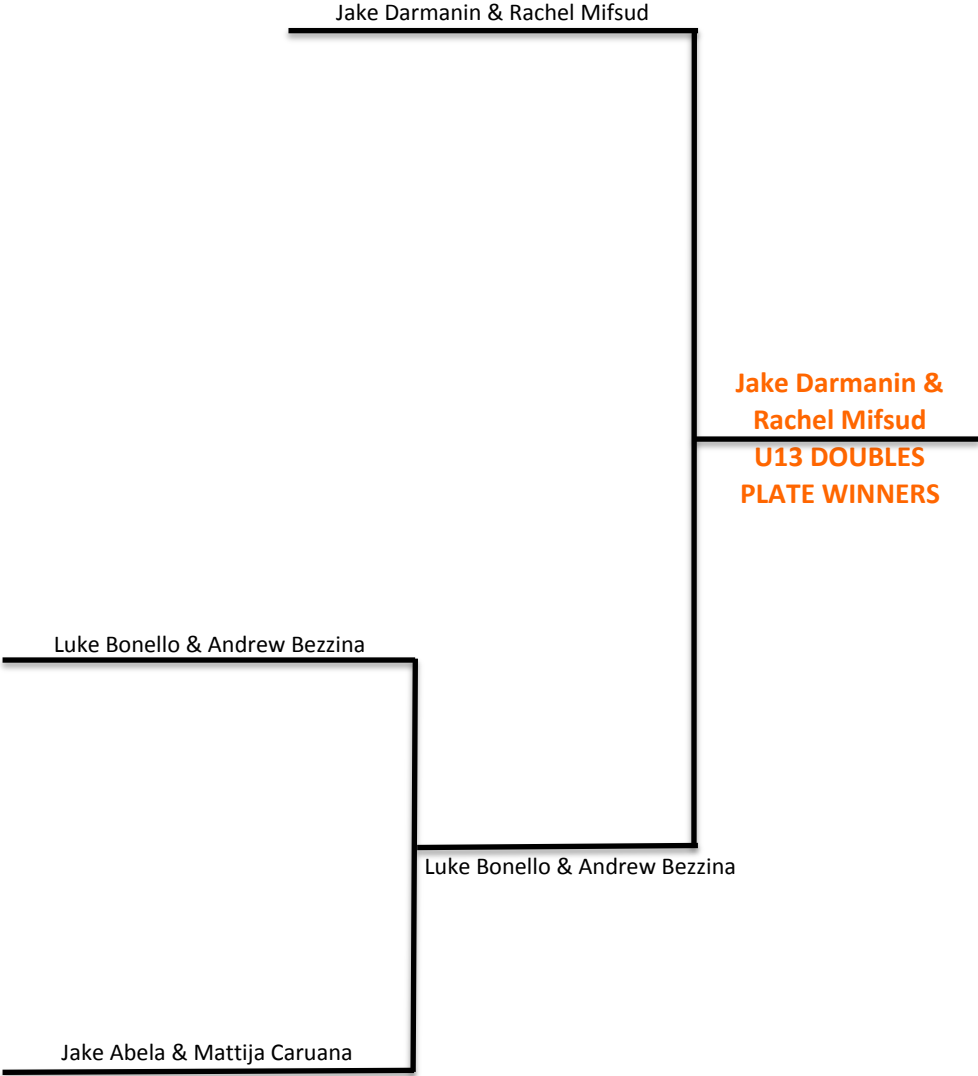 Jake Darmanin & Rachel Mifsud
Jake Darmanin &
Rachel Mifsud
U13 DOUBLES
PLATE WINNERS
Luke Bonello & Andrew Bezzina
Luke Bonello & Andrew Bezzina
Jake Abela & Mattija Caruana